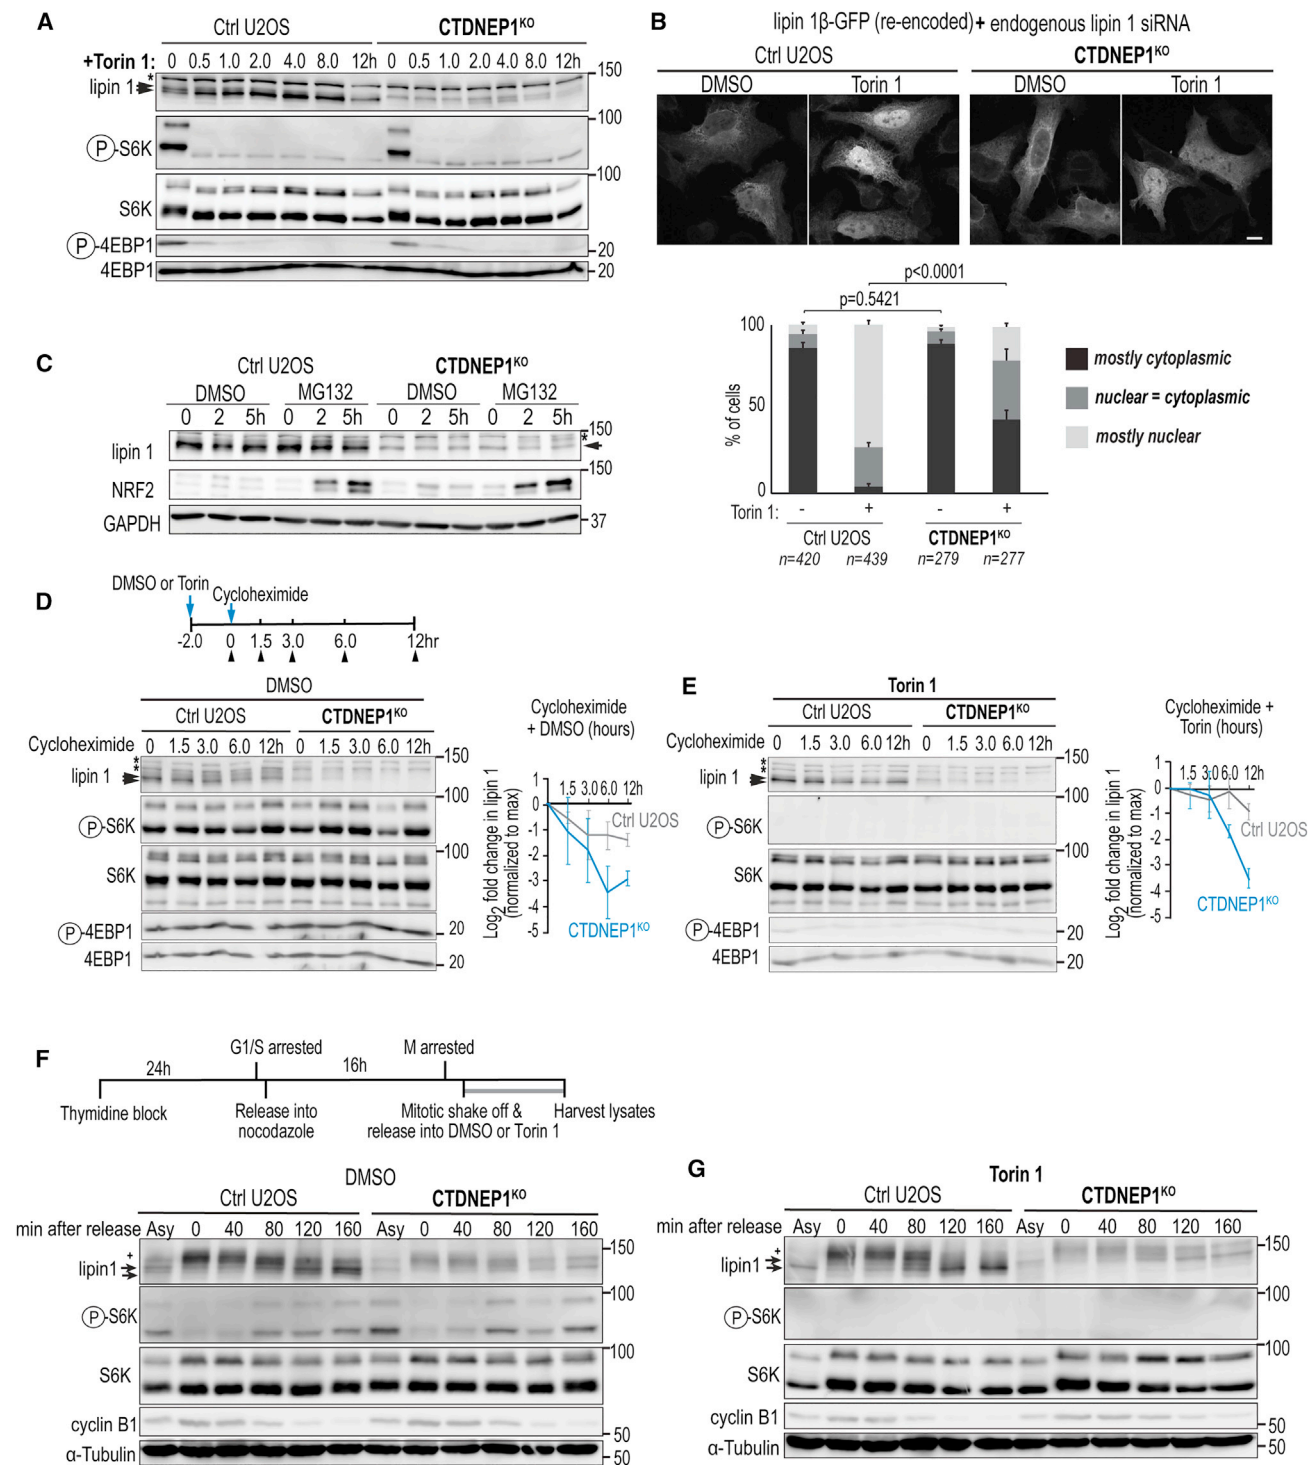 A
Ctrl U2OS CTDNEP1KO
+Torin 1: 0 0.5 1.0 2.0 4.0 8.0 12h 0 0.5 1.0 2.0 4.0 8.0 12h
* 150
lipin 1
100
P-S6K
100
S6K
P-4EBP1 20
4EBP1 20
B
lipin 1β-GFP (re-encoded)+ endogenous lipin 1 siRNA
Ctrl U2OS CTDNEP1KO
DMSO Torin 1 DMSO Torin 1
p<0.0001
p=0.5421
100
50
0
% of cells
mostly cytoplasmic
nuclear = cytoplasmic
mostly nuclear
Torin 1: - + - +
Ctrl U2OS CTDNEP1KO
n=420 n=439 n=279 n=277
C
Ctrl U2OS CTDNEP1KO
DMSO MG132 DMSO MG132
0 2 5h 0 2 5h 0 2 5h 0 2 5h
150
*
lipin 1
150
NRF2
GAPDH 37
D
DMSO or Torin
Cycloheximide
-2.0 0 1.5 3.0 6.0 12hr
DMSO
Ctrl U2OS CTDNEP1KO
Cycloheximide 0 1.5 3.0 6.0 12h 0 1.5 3.0 6.0 12h
* 150
*
lipin 1
100
P-S6K
100
S6K
P-4EBP1 20
4EBP1 20
Cycloheximide
+ DMSO (hours)
1.5 3.0 6.0 12h
1
0
-1
-2
-3
-4
-5
Log2 fold change in lipin 1
(normalized to max)
Ctrl U2OS
CTDNEP1KO
E
Torin 1
Ctrl U2OS CTDNEP1KO
Cycloheximide 0 1.5 3.0 6.0 12h 0 1.5 3.0 6.0 12h
* 150
*
lipin 1
100
P-S6K
100
S6K
P-4EBP1 20
4EBP1 20
Cycloheximide +
Torin (hours)
1.5 3.0 6.0 12h
1
0
-1
-2
-3
-4
-5
Log2 fold change in lipin 1
(normalized to max)
Ctrl U2OS
CTDNEP1KO
F
G1/S arrested M arrested
24h 16h
Thymidine block
Release into
nocodazole
Mitotic shake off &
release into DMSO or Torin 1
Harvest lysates
DMSO
Ctrl U2OS CTDNEP1KO
min after release Asy 0 40 80 120 160 Asy 0 40 80 120 160
+ 150
lipin1
100
P-S6K
100
S6K
cyclin B1 50
α-Tubulin 50
G
Torin 1
Ctrl U2OS CTDNEP1KO
min after release Asy 0 40 80 120 160 Asy 0 40 80 120 160
+ 150
lipin1
100
P-S6K
100
S6K
cyclin B1 50
α-Tubulin 50